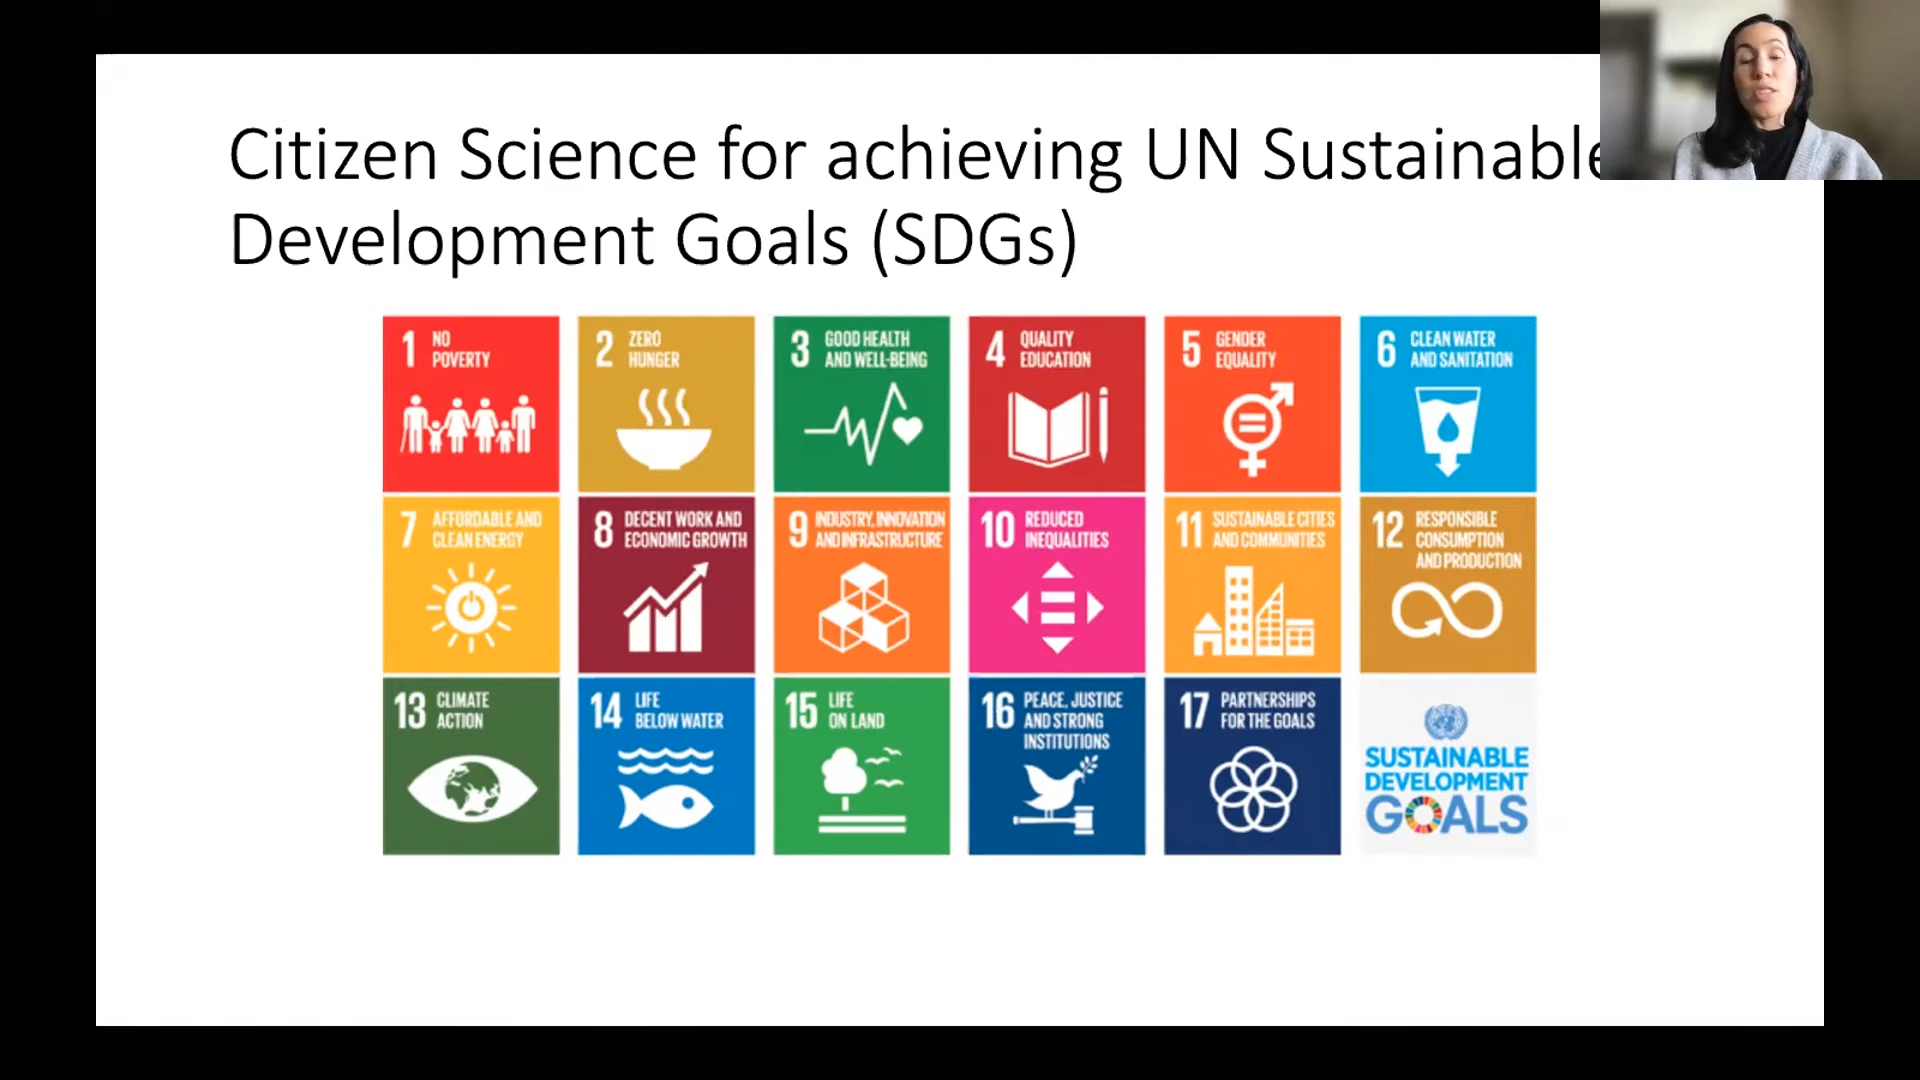 Citizen Science for achieving UN Sustainable
Development Goals (SDGs)
1 NO
POVERTY
2 ZERO
HUNGER
3 GOOD HEALTH
AND WELL-BEING
4 QUALITY
EDUCATION
5 GENDER
EQUALITY
6 CLEAN WATER
AND SANITATION
7 AFFORDABLE AND
CLEAN ENERGY
8 DECENT WORK AND
ECONOMIC GROWTH
9 INDUSTRY, INNOVATION
AND INFRASTRUCTURE
10 REDUCED
INEQUALITIES
11 SUSTAINABLE CITIES
AND COMMUNITIES
12 RESPONSIBLE
CONSUMPTION
AND PRODUCTION
13 CLIMATE
ACTION
14 LIFE
BELOW WATER
15 LIFE
ON LAND
16 PEACE, JUSTICE
AND STRONG
INSTITUTIONS
17 PARTNERSHIPS
FOR THE GOALS
SUSTAINABLE
DEVELOPMENT
GOALS